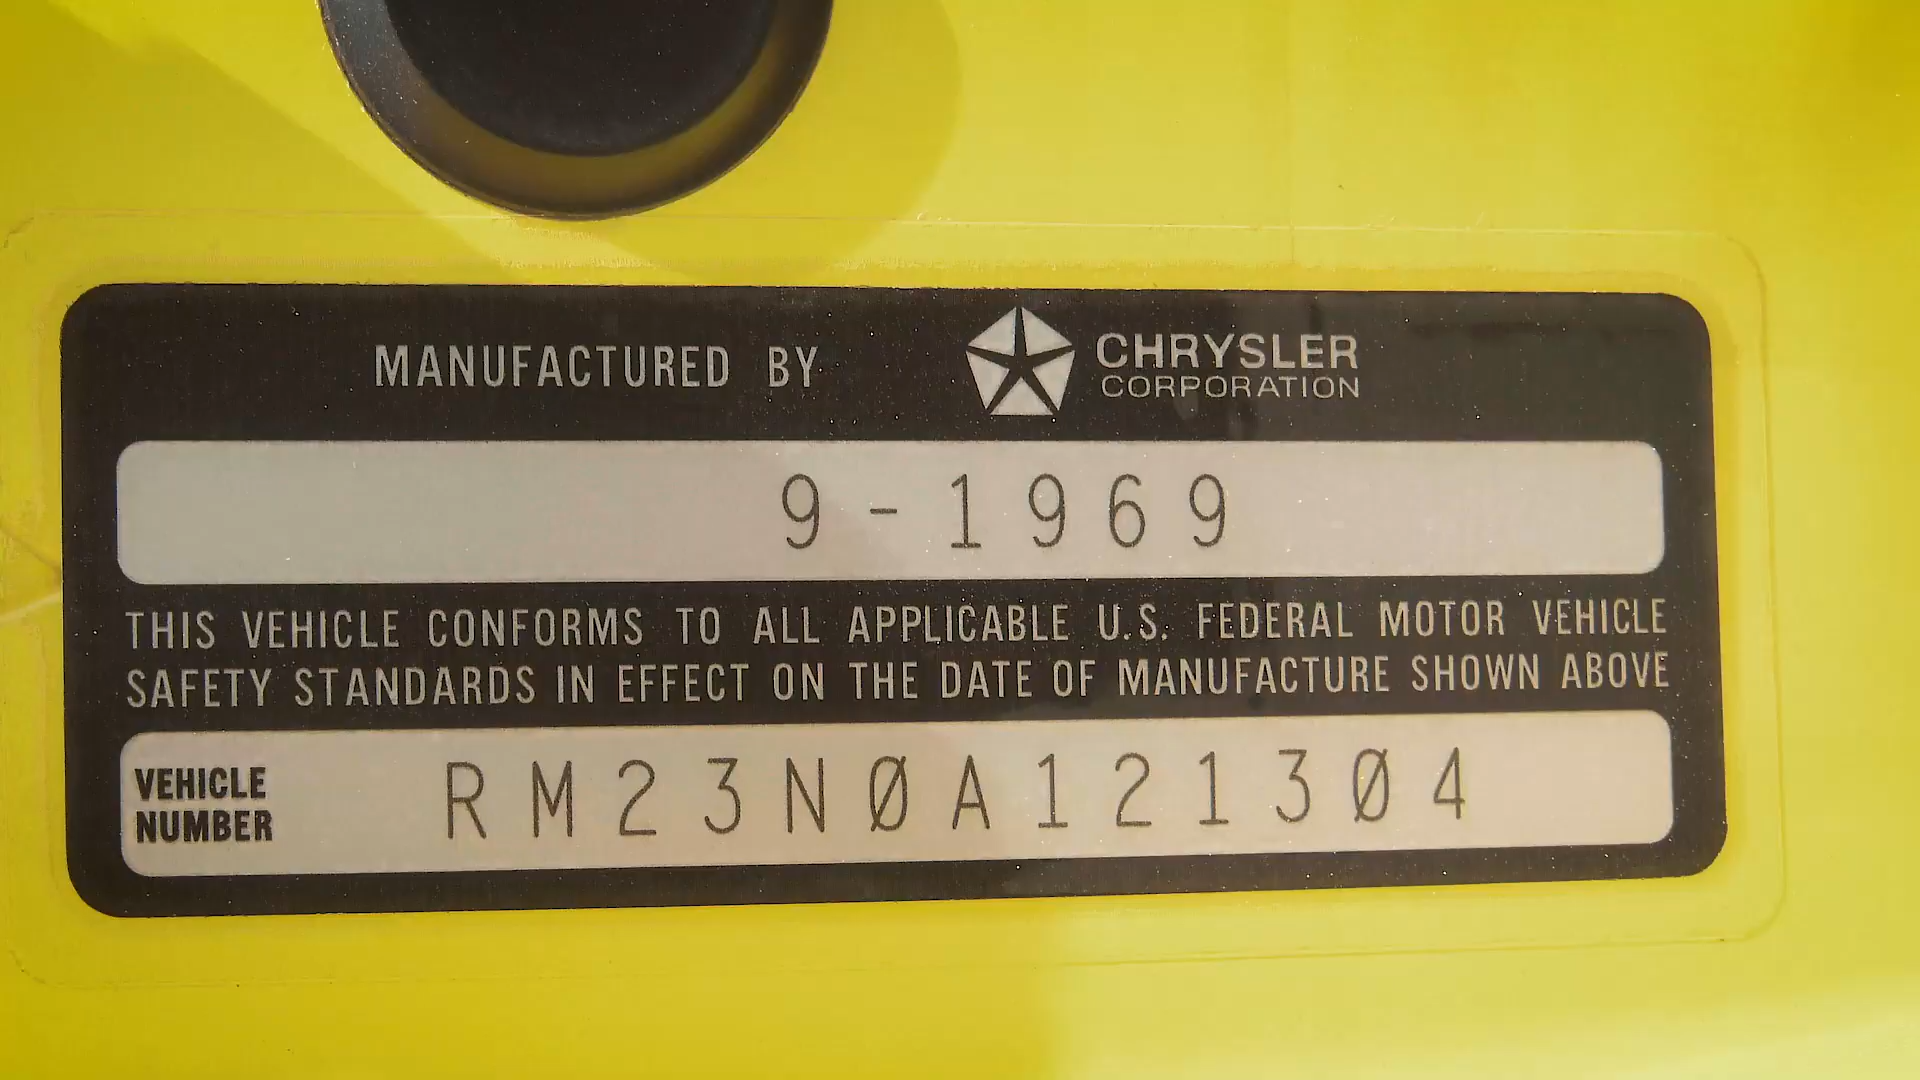 MANUFACTURED BY CHRYSLER
CORPORATION
9-1969
THIS VEHICLE CONFORMS TO ALL APPLICABLE U.S. FEDERAL MOTOR VEHICLE
SAFETY STANDARDS IN EFFECT ON THE DATE OF MANUFACTURE SHOWN ABOVE
VEHICLE
NUMBER
RM23N0A121304